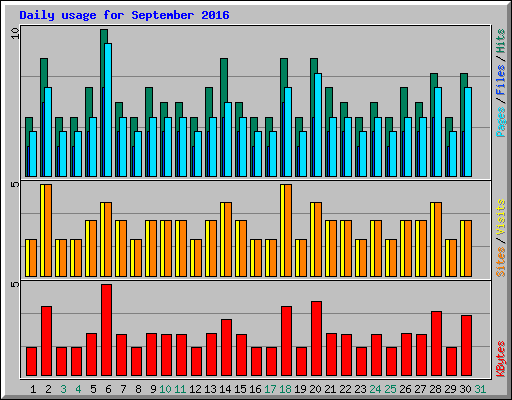 Daily usage for September 2016
10
5
5
Pages/Files/Hits
Sites/Visits
KBytes
1 2 3 4 5 6 7 8 9 10 11 12 13 14 15 16 17 18 19 20 21 22 23 24 25 26 27 28 29 30 31